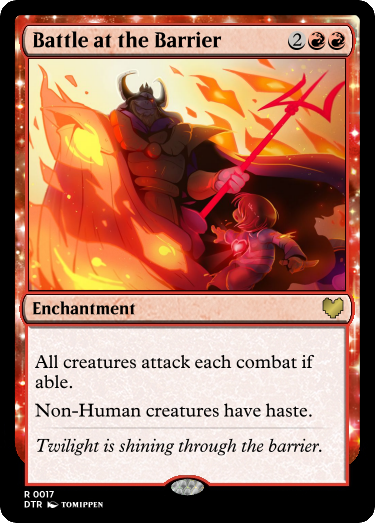 Battle at the Barrier 2
Enchantment
All creatures attack each combat if
able.
Non-Human creatures have haste.
Twilight is shining through the barrier.
R 0017
DTR TOMIPPEN